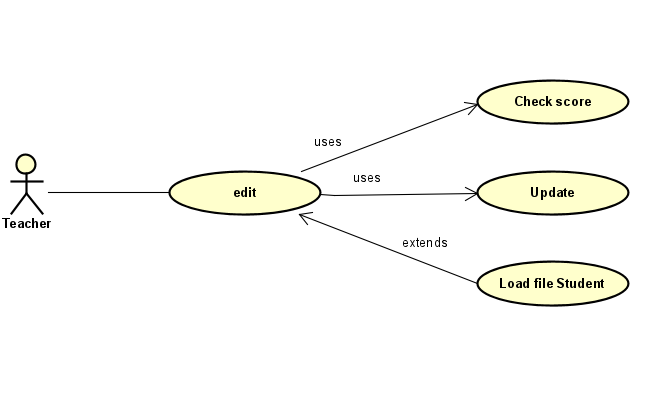 Check score
uses
uses
edit
Update
Teacher
extends
Load file Student